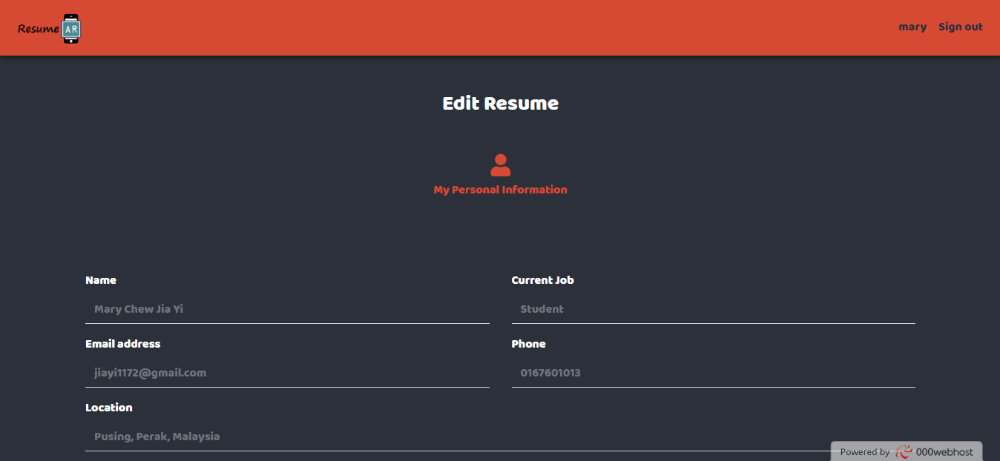 Resume AR
mary Sign out
Edit Resume
My Personal Information
Name Current Job
Mary Chew Jia Yi Student
Email address Phone
jiayi1172@gmail.com 0167601013
Location
Pusing, Perak, Malaysia
Powered by 000webhost